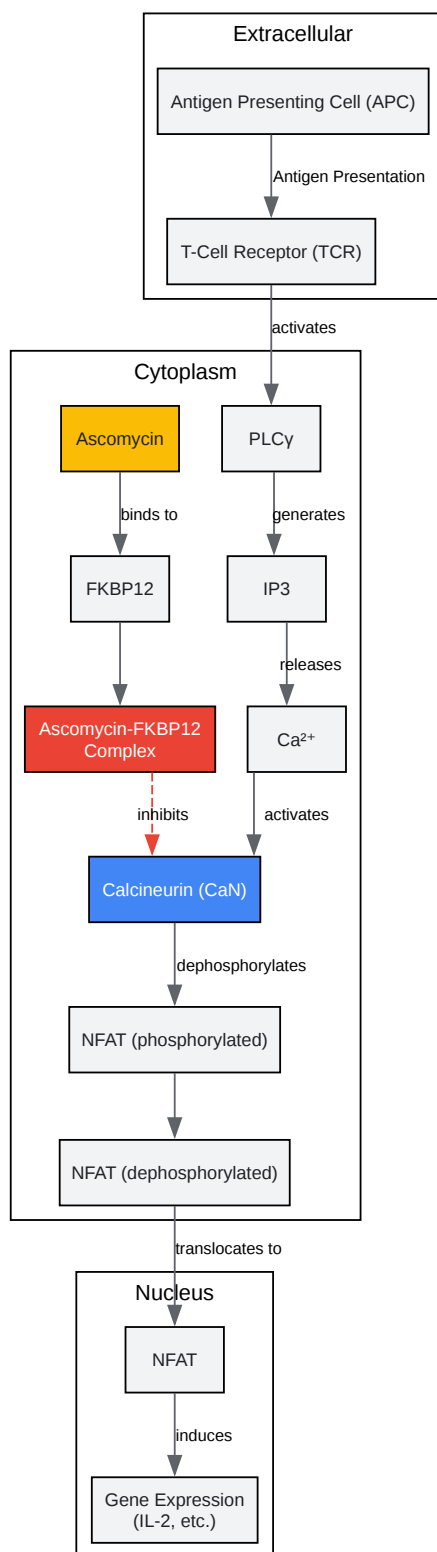 Extracellular
Antigen Presenting Cell (APC)
Antigen Presentation
T-Cell Receptor (TCR)
activates
Cytoplasm
Ascomycin
PLCγ
binds to
generates
FKBP12
IP3
releases
Ascomycin-FKBP12
Complex
Ca²⁺
inhibits
activates
Calcineurin (CaN)
dephosphorylates
NFAT (phosphorylated)
NFAT (dephosphorylated)
translocates to
Nucleus
NFAT
induces
Gene Expression
(IL-2, etc.)